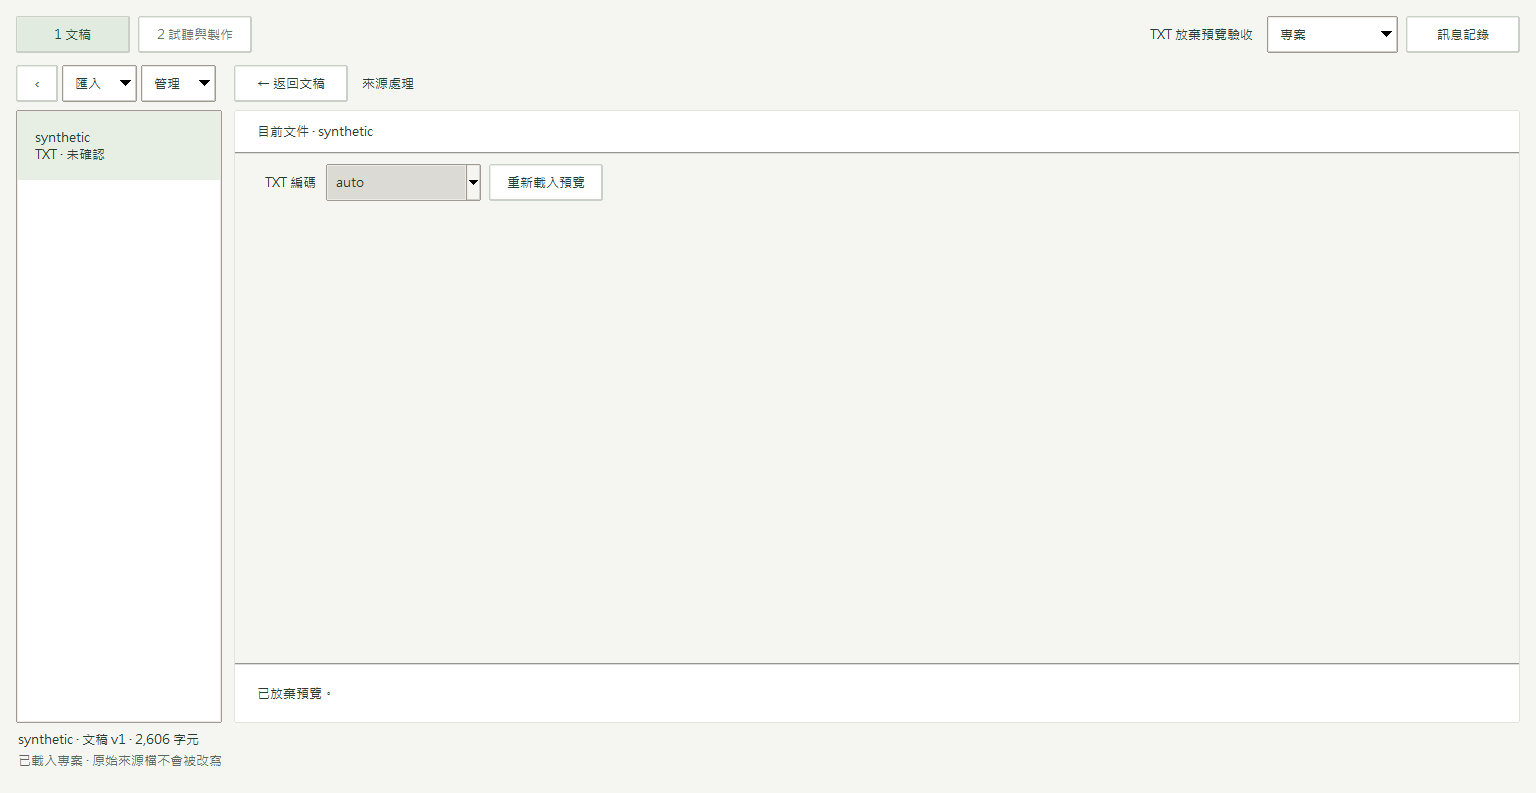 1 文稿
2 試聽與製作
TXT 放棄預覽驗收
專案
訊息記錄
‹
匯入
管理
← 返回文稿
來源處理
synthetic
TXT · 未確認
目前文件 · synthetic
TXT 編碼
auto
重新載入預覽
已放棄預覽。
synthetic · 文稿 v1 · 2,606 字元
已載入專案 · 原始來源檔不會被改寫